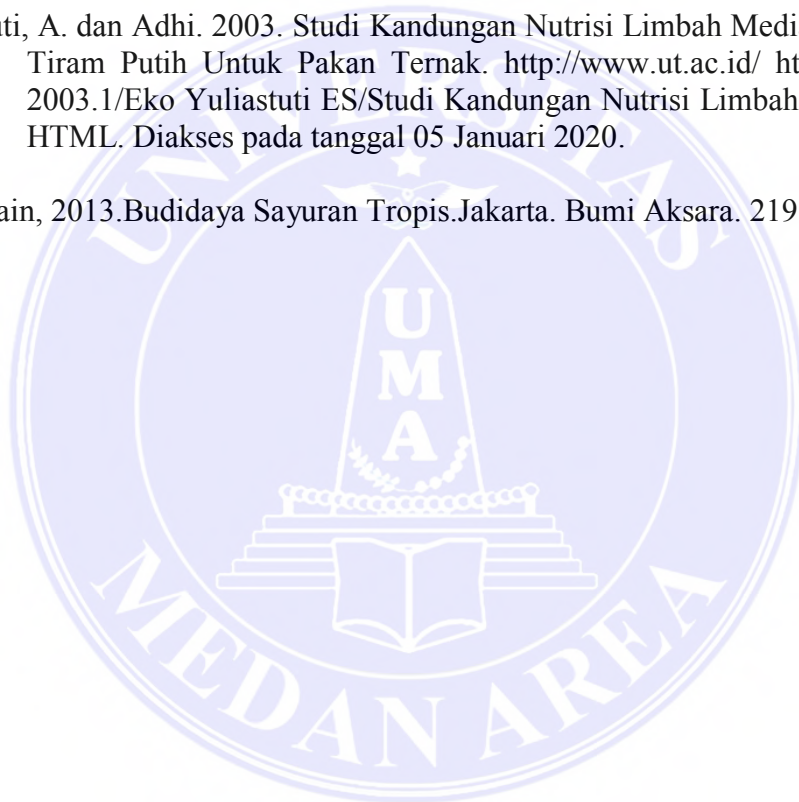 uti, A. dan Adhi. 2003. Studi Kandungan Nutrisi Limbah Medi
Tiram Putih Untuk Pakan Ternak. http://www.ut.ac.id/ ht
2003.1/Eko Yuliastuti ES/Studi Kandungan Nutrisi Limbah
HTML. Diakses pada tanggal 05 Januari 2020.
ain, 2013.Budidaya Sayuran Tropis.Jakarta. Bumi Aksara. 219
UNIVERSITAS
UMA
MEDAN AREA